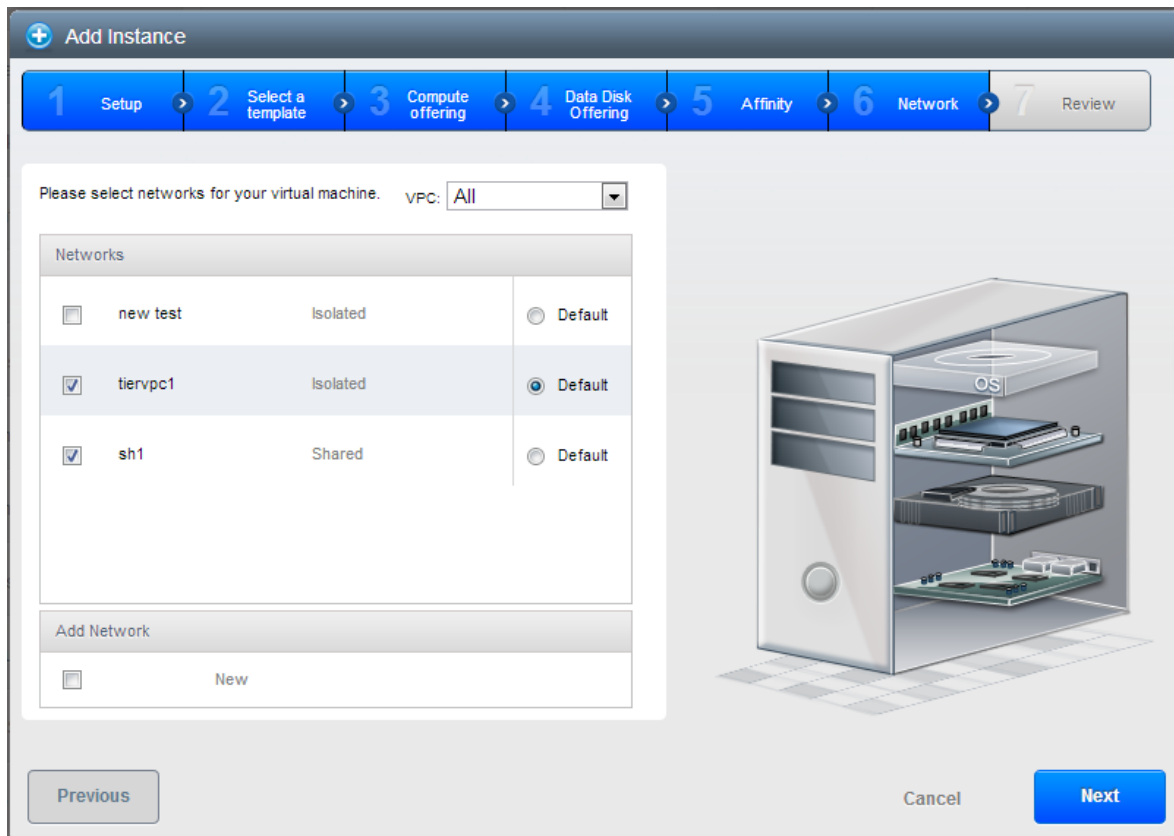 Add Instance
1 Setup 2 Select a template 3 Compute offering 4 Data Disk Offering 5 Affinity 6 Network 7 Review
Please select networks for your virtual machine. VPC: All
Networks
new test Isolated Default
tiervpc1 Isolated Default
sh1 Shared Default
OS
Add Network
New
Previous Cancel Next